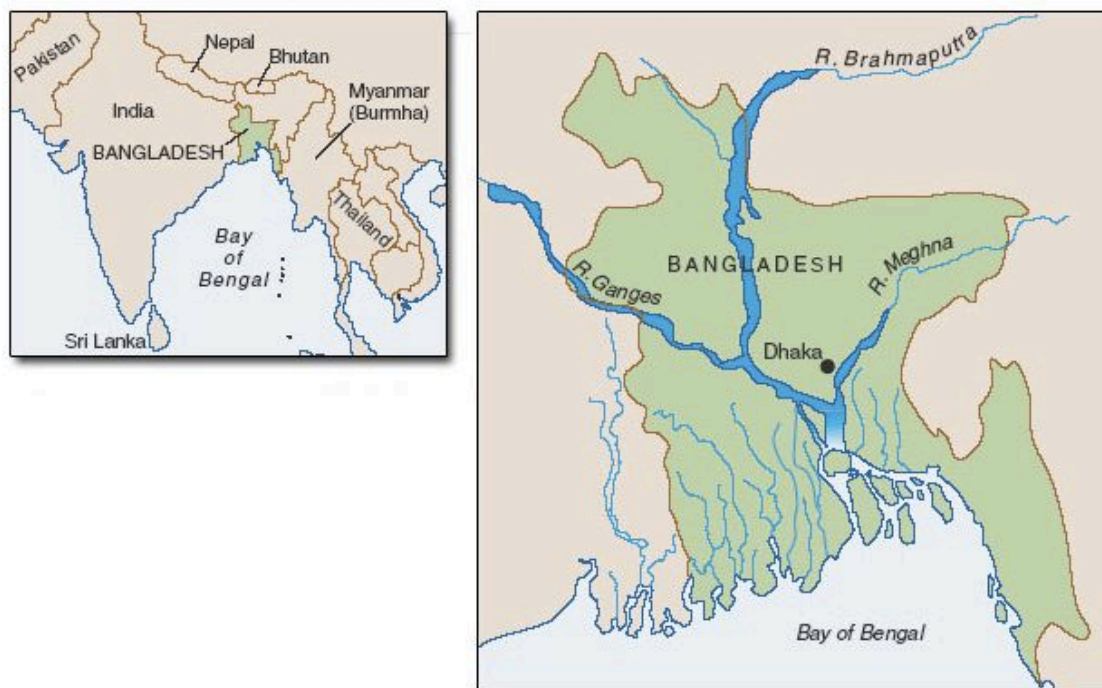 Pakistan
Nepal
Bhutan
India
Myanmar
(Burmha)
BANGLADESH
Thailand
Bay
of
Bengal
Sri Lanka
R. Brahmaputra
BANGLADESH
R. Ganges
R. Meghna
Dhaka
Bay of Bengal